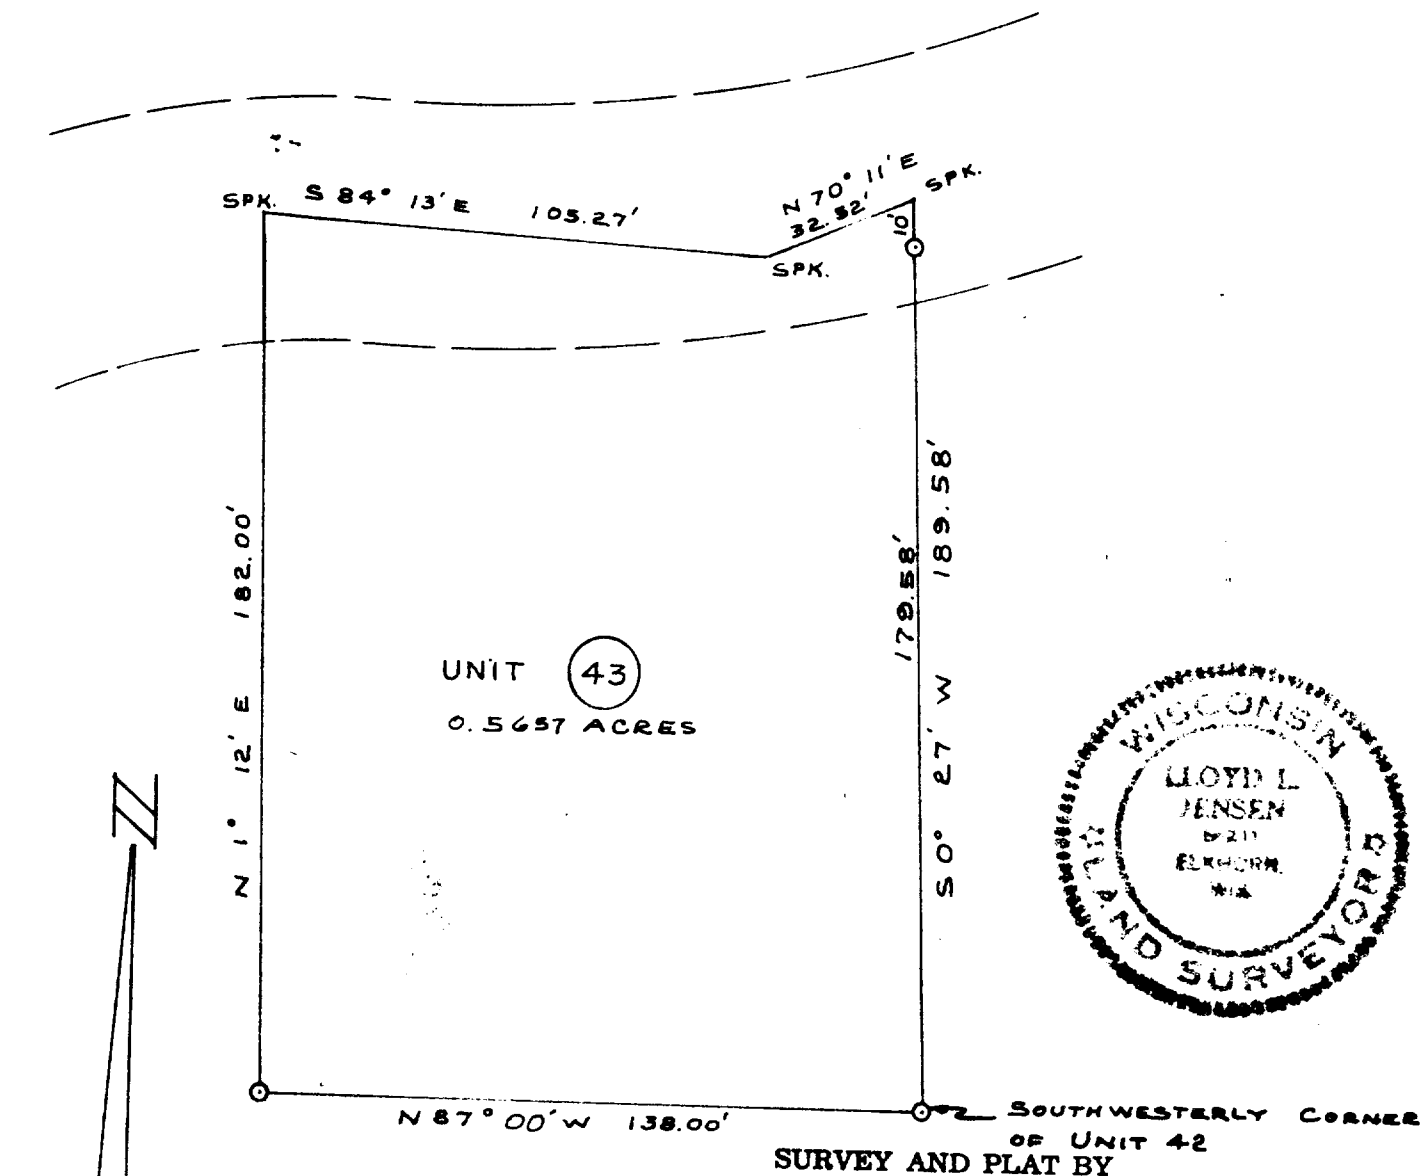 SPK. S 84° 13' E 105.27'
N 70° 11' E
32.52'
SPK.
SPK.
10'
N 1° 12' E 182.00'
179.58'
S 0° 27' W 189.58'
UNIT 43
0.5657 ACRES
N
N 87° 00' W 138.00'
SOUTHWESTERLY CORNER
OF UNIT 42
SURVEY AND PLAT BY
WISCONSIN
LLOYD L.
JENSEN
ELKHORN,
WIS.
LAND SURVEYOR